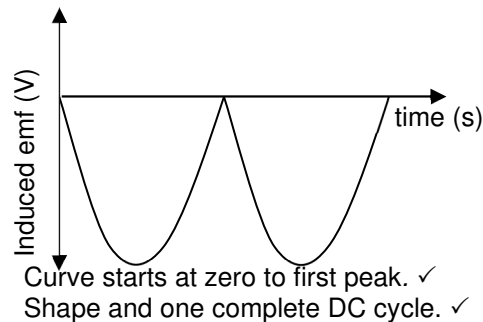 Induced emf (V)
time (s)
Curve starts at zero to first peak. ✓
Shape and one complete DC cycle. ✓